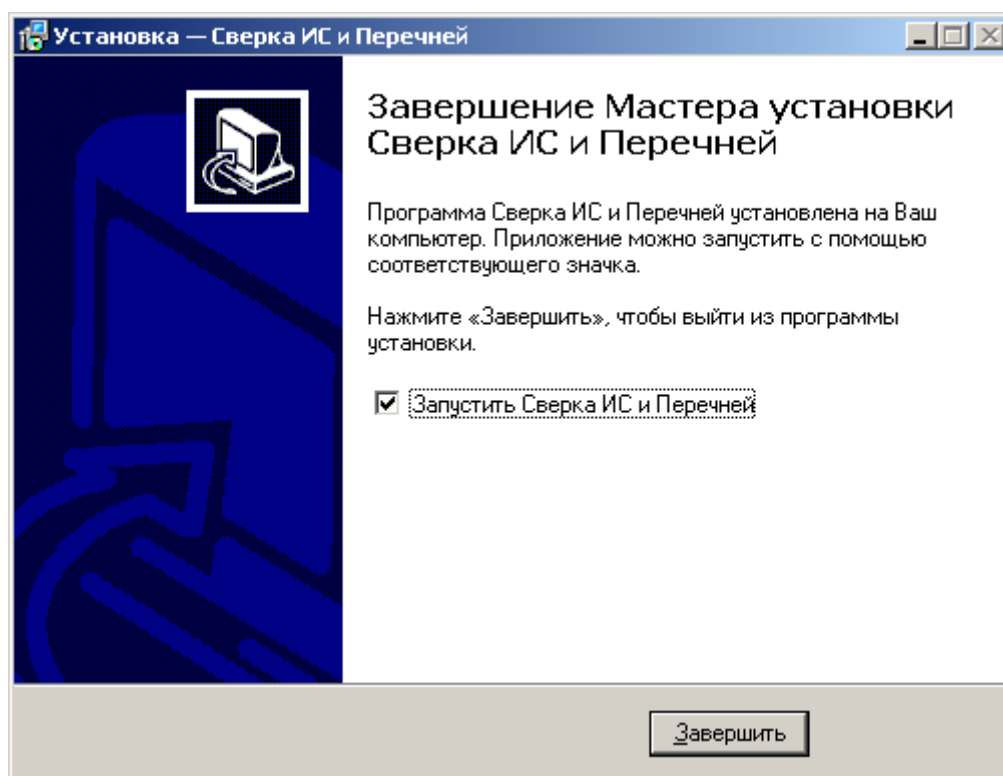 Установка — Сверка ИС и Перечней
Завершение Мастера установки
Сверка ИС и Перечней
Программа Сверка ИС и Перечней установлена на Ваш
компьютер. Приложение можно запустить с помощью
соответствующего значка.
Нажмите «Завершить», чтобы выйти из программы
установки.
Запустить Сверка ИС и Перечней
Завершить